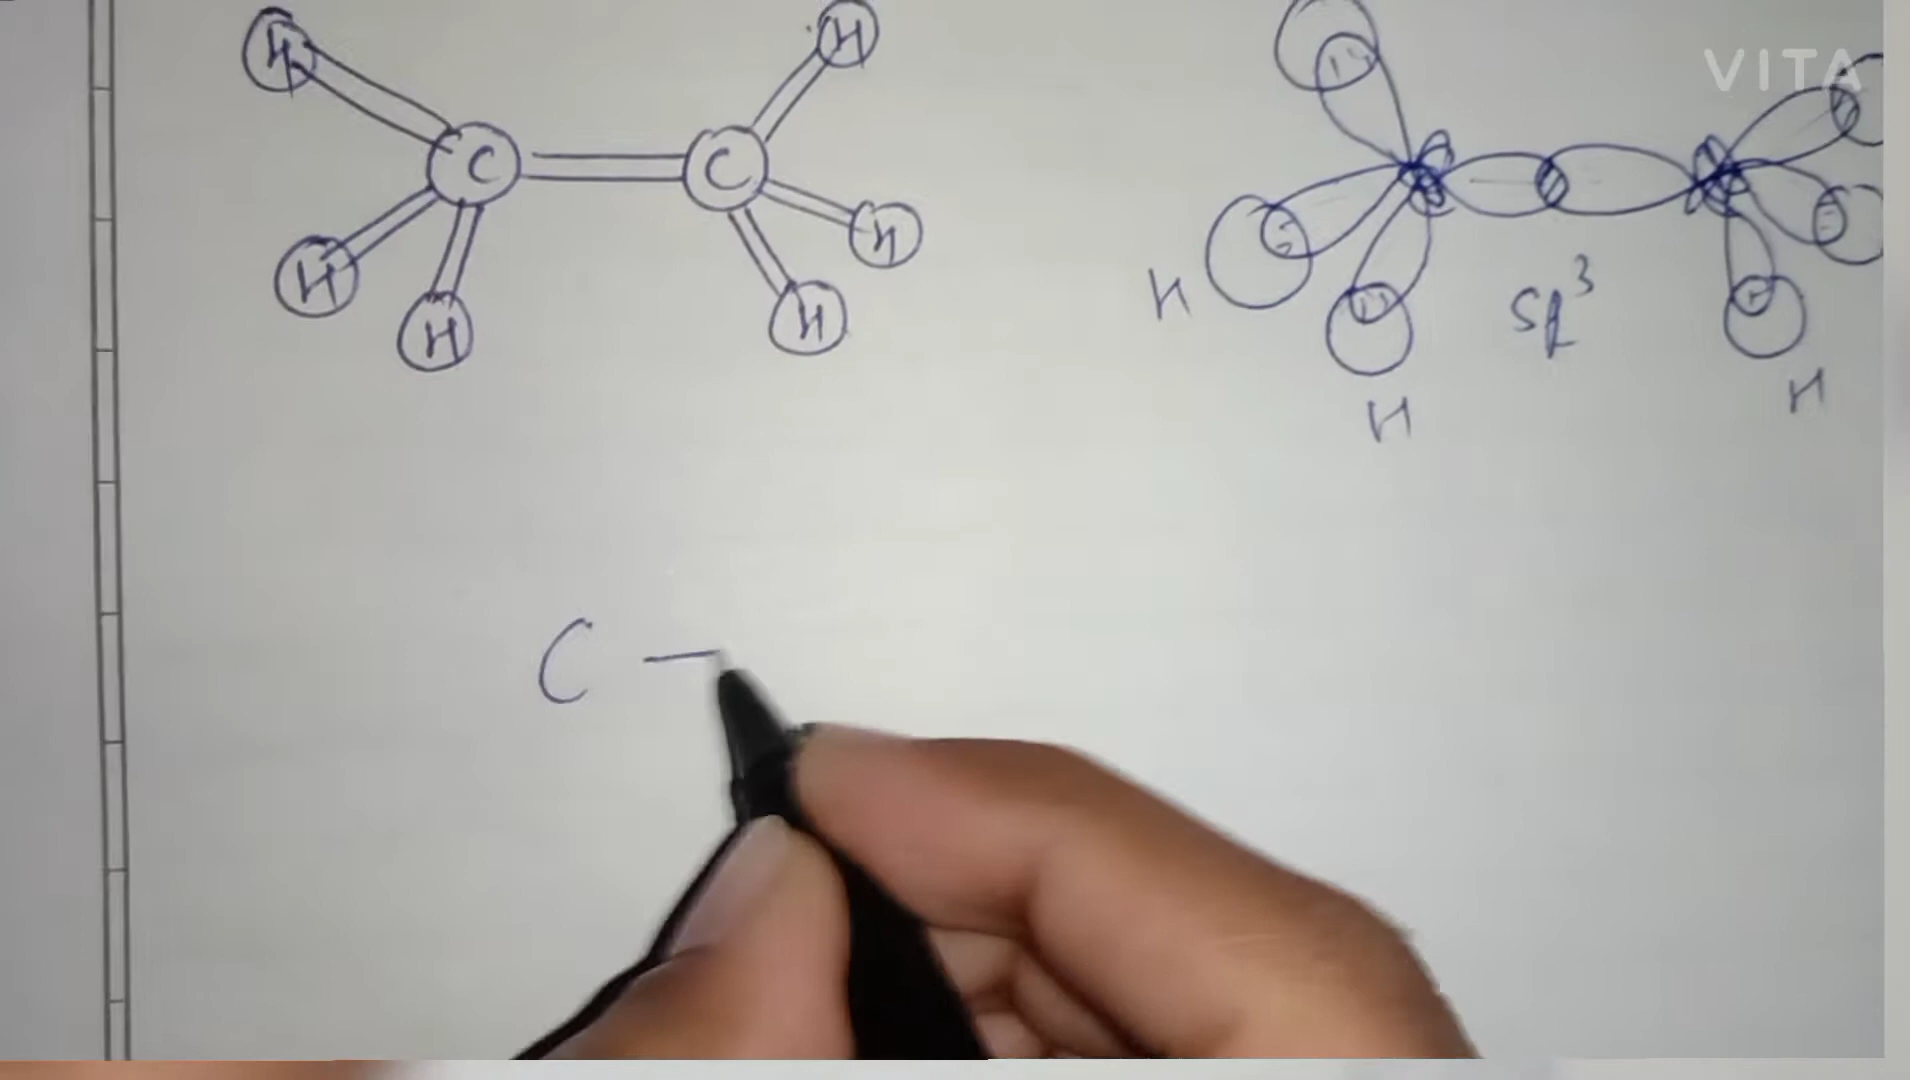 H H VITA
C C
H H H H
H sp³
H H
C —